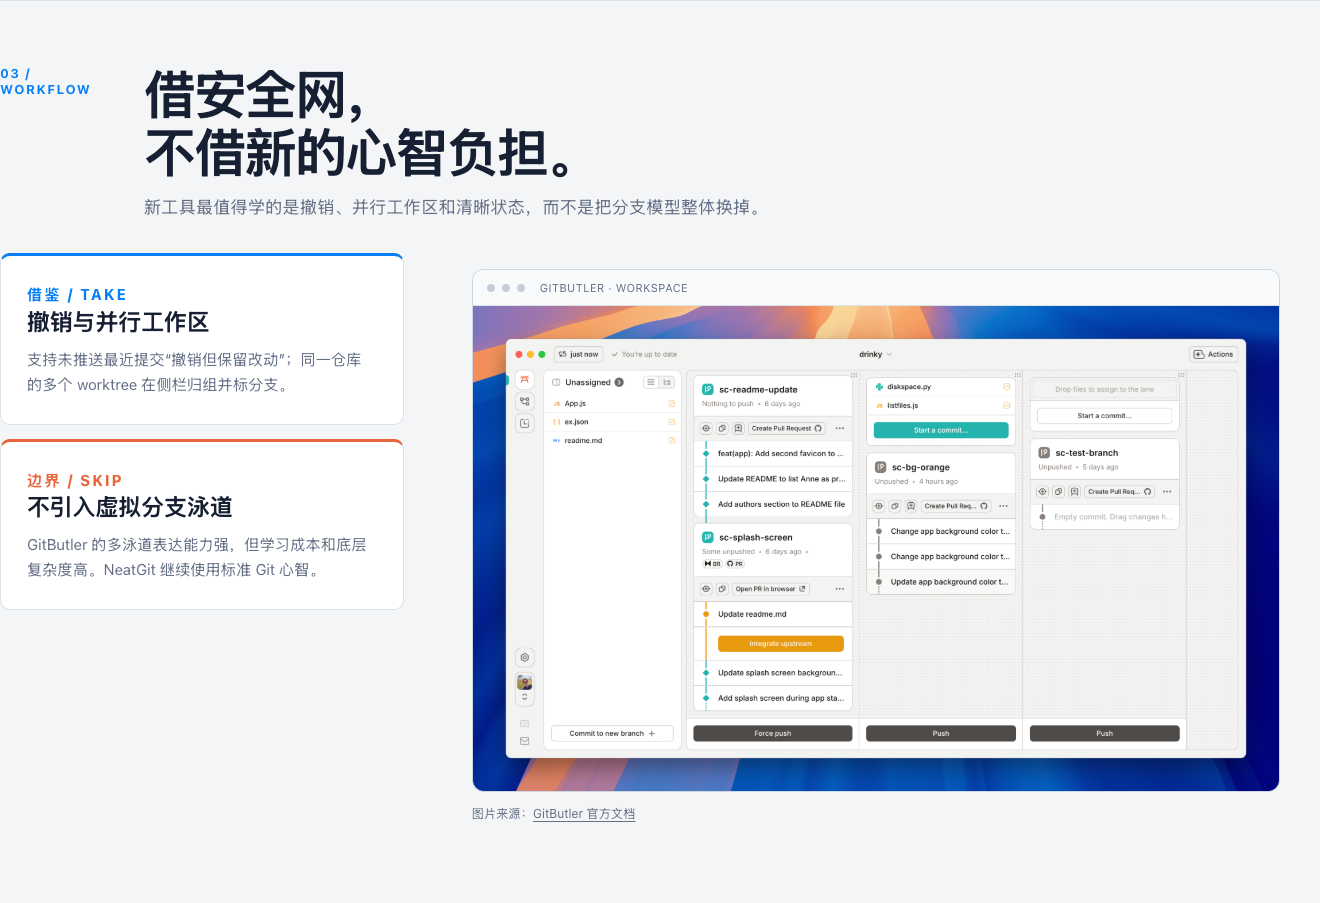 03 /
WORKFLOW
借安全网，
不借新的心智负担。
新工具最值得学的是撤销、并行工作区和清晰状态，而不是把分支模型整体换掉。
借鉴 / TAKE
撤销与并行工作区
支持未推送最近提交“撤销但保留改动”；同一仓库
的多个 worktree 在侧栏归组并标分支。
边界 / SKIP
不引入虚拟分支泳道
GitButler 的多泳道表达能力强，但学习成本和底层
复杂度高。NeatGit 继续使用标准 Git 心智。
GITBUTLER · WORKSPACE
just now
You're up to date
drinky
Actions
Unassigned 3
JS App.js
ex.json
readme.md
Commit to new branch +
sc-readme-update
Nothing to push • 6 days ago
Create Pull Request
feat(app): Add second favicon to ...
Update README to list Anne as pr...
Add authors section to README file
sc-splash-screen
Some unpushed • 6 days ago •
BR PR
Open PR in browser
Update readme.md
Integrate upstream
Update splash screen backgroun...
Add splash screen during app sta...
Force push
diskspace.py
JS listfiles.js
Start a commit...
sc-bg-orange
Unpushed • 4 hours ago
Create Pull Req...
Change app background color t...
Change app background color t...
Update app background color t...
Push
Drop files to assign to the lane
Start a commit...
sc-test-branch
Unpushed • 5 days ago
Create Pull Req...
Empty commit. Drag changes h...
Push
图片来源：GitButler 官方文档